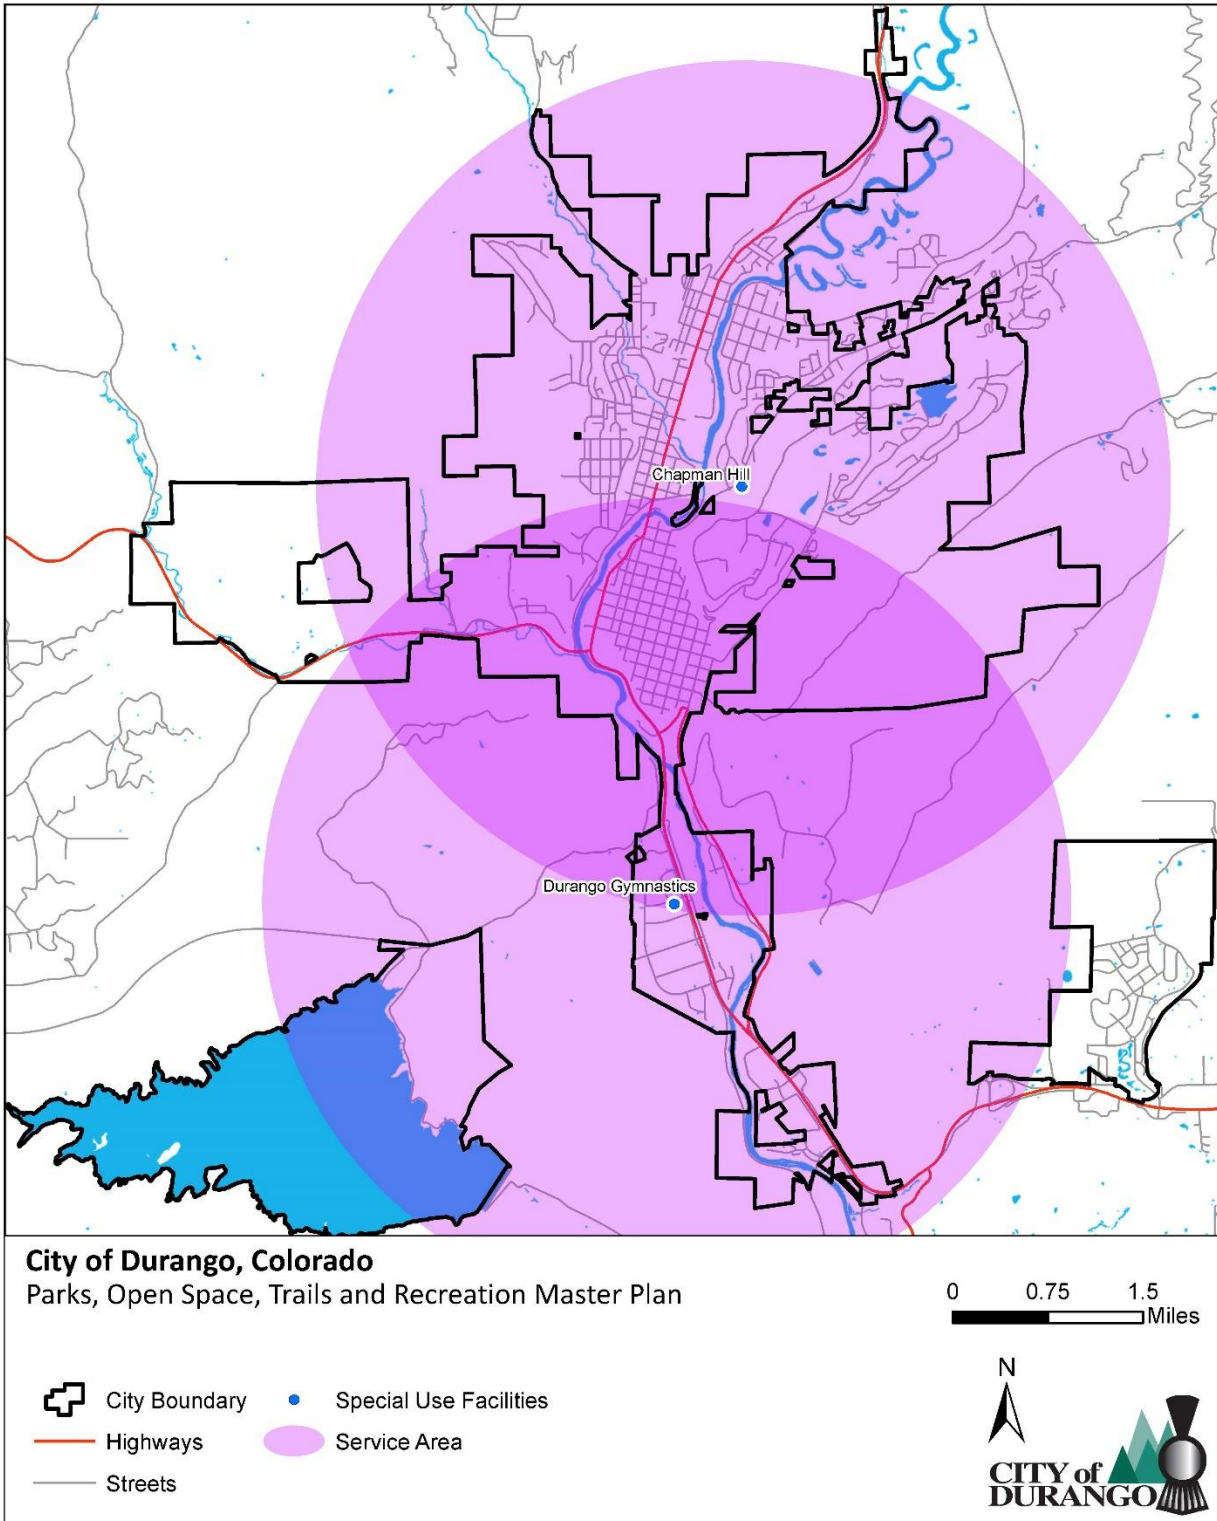 Chapman Hill
Durango Gymnastics
City of Durango, Colorado
Parks, Open Space, Trails and Recreation Master Plan
0 0.75 1.5
Miles
City Boundary
Special Use Facilities
Highways
Service Area
Streets
N
CITY of
DURANGO